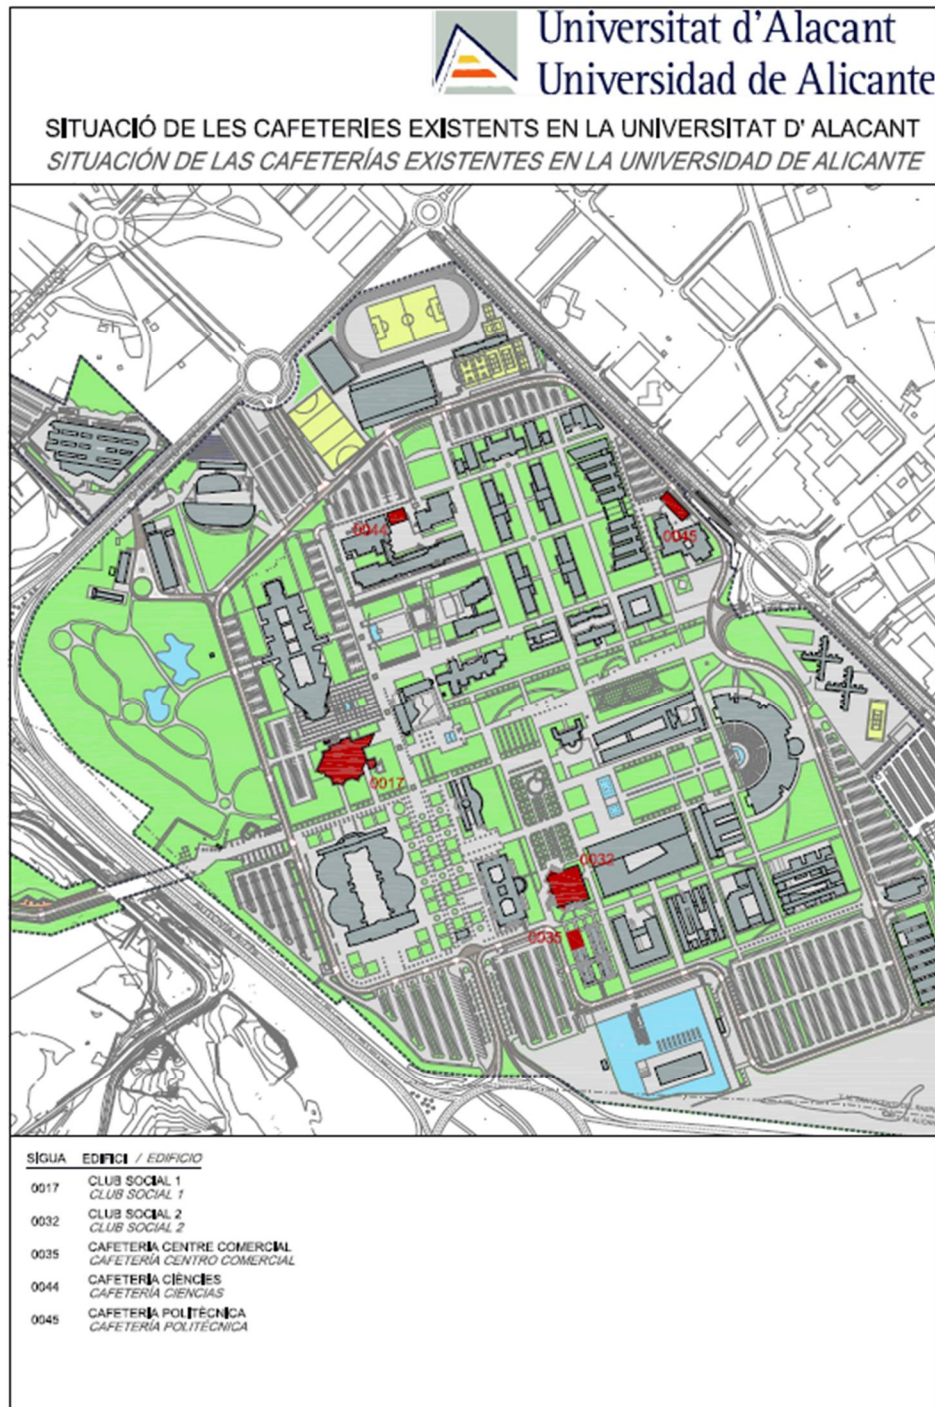 Universitat d'Alacant
Universidad de Alicante
SITUACIÓ DE LES CAFETERIES EXISTENTS EN LA UNIVERSITAT D' ALACANT
SITUACIÓN DE LAS CAFETERÍAS EXISTENTES EN LA UNIVERSIDAD DE ALICANTE
0044
0045
0017
0032
0035
SIGUA EDIFICI / EDIFICIO
0017 CLUB SOCIAL 1
CLUB SOCIAL 1
0032 CLUB SOCIAL 2
CLUB SOCIAL 2
0035 CAFETERÍA CENTRE COMERCIAL
CAFETERÍA CENTRO COMERCIAL
0044 CAFETERÍA CIÈNCIES
CAFETERÍA CIENCIAS
0045 CAFETERÍA POLITÈCNICA
CAFETERÍA POLITÉCNICA